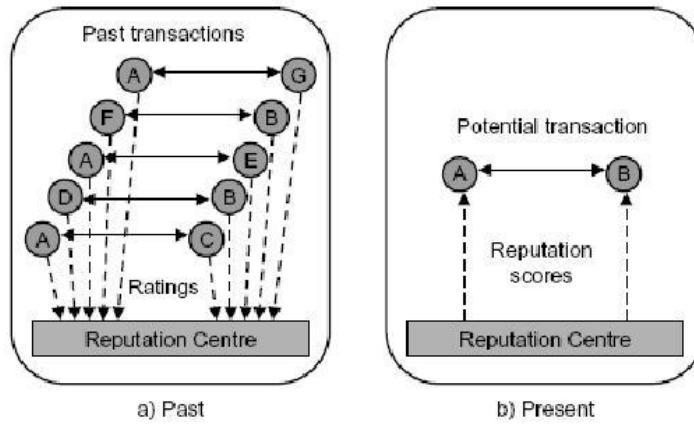 Past transactions
A G
F B
A E
D B
A C
Ratings
Reputation Centre
a) Past
Potential transaction
A B
Reputation
scores
Reputation Centre
b) Present